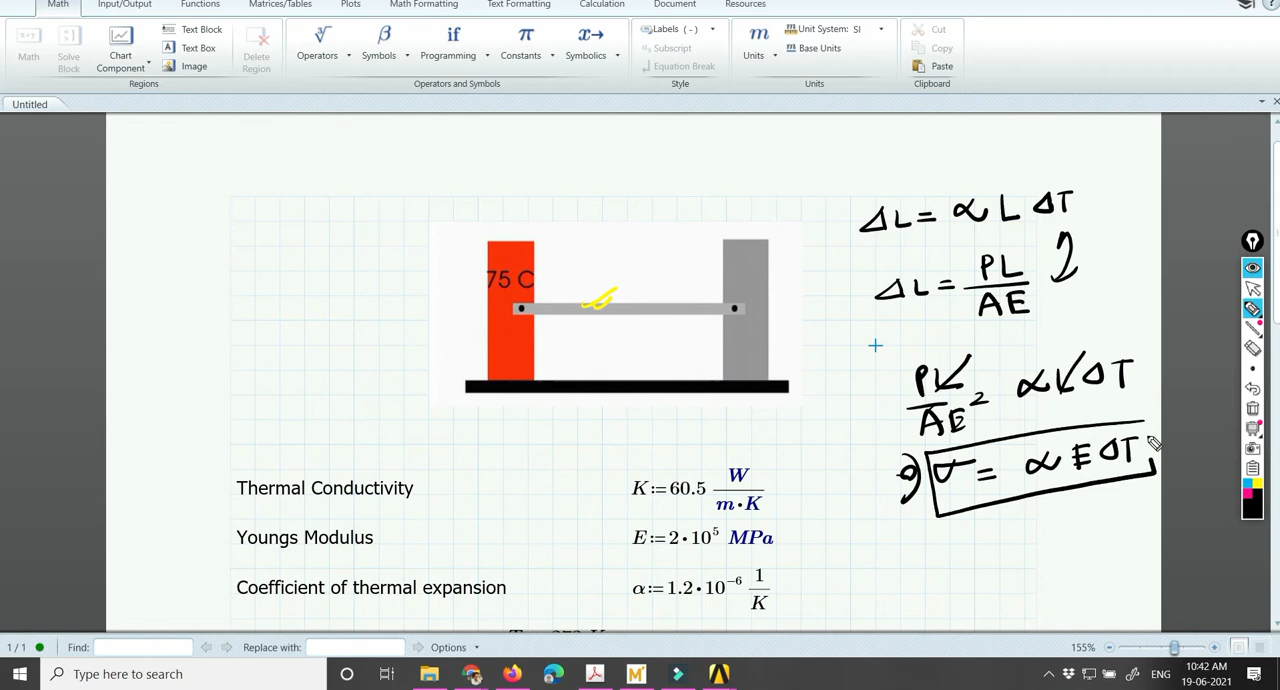 Math Input/Output Functions Matrices/Tables Plots Math Formatting Text Formatting Calculation Document Resources
Math Solve Block Chart Component Text Block Text Box Image Delete Region Operators Symbols Programming Constants Symbolics Labels ( - ) Subscript Equation Break Units Unit System: SI Base Units Cut Copy Paste
Regions Operators and Symbols Style Units Clipboard
Untitled
75 C
ΔL = α L ΔT
ΔL = PL/AE
PL/AE = α L ΔT
σ = α E ΔT
Thermal Conductivity K:=60.5 W/m·K
Youngs Modulus E:=2·10⁵ MPa
Coefficient of thermal expansion α:=1.2·10⁻⁶ 1/K
1 / 1 Find: Replace with: Options 155%
Type here to search ENG 10:42 AM
19-06-2021